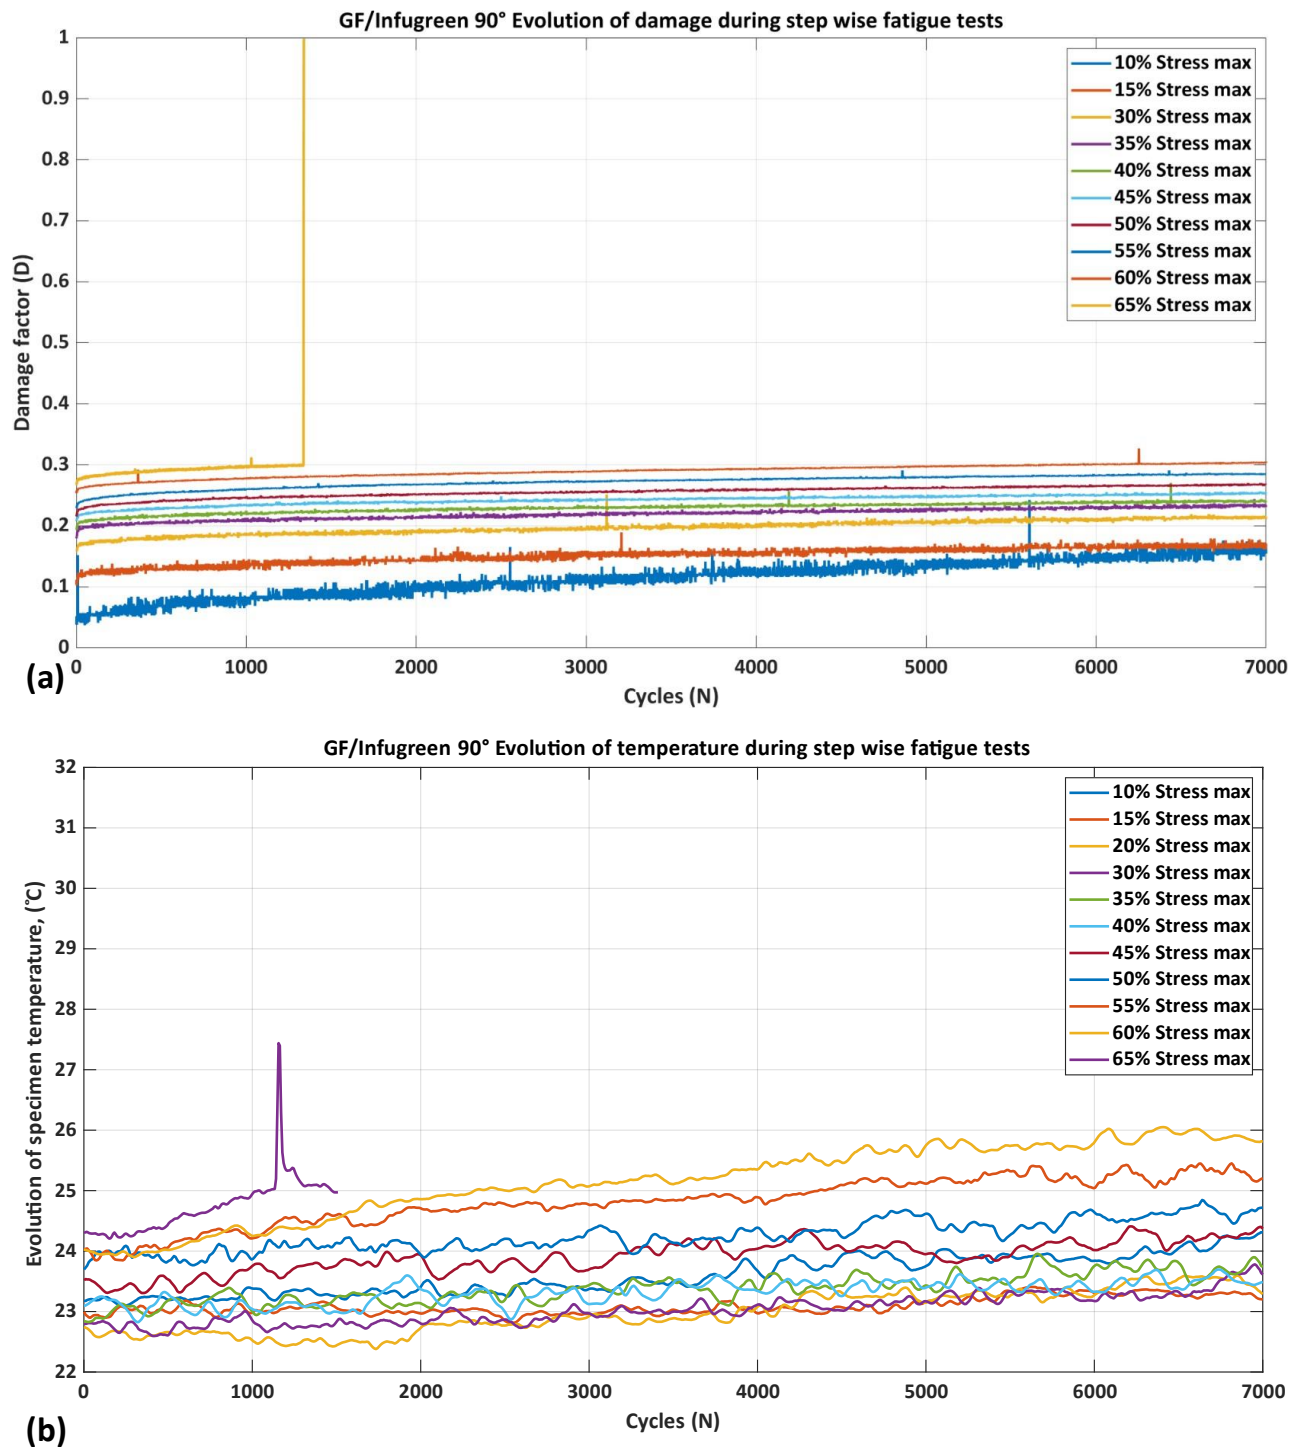 GF/Infugreen 90° Evolution of damage during step wise fatigue tests
1
0.9
0.8
0.7
0.6
0.5
0.4
0.3
0.2
0.1
0
Damage factor (D)
10% Stress max
15% Stress max
30% Stress max
35% Stress max
40% Stress max
45% Stress max
50% Stress max
55% Stress max
60% Stress max
65% Stress max
0 1000 2000 3000 4000 5000 6000 7000
Cycles (N)
(a)
GF/Infugreen 90° Evolution of temperature during step wise fatigue tests
32
31
30
29
28
27
26
25
24
23
22
Evolution of specimen temperature, (℃)
10% Stress max
15% Stress max
20% Stress max
30% Stress max
35% Stress max
40% Stress max
45% Stress max
50% Stress max
55% Stress max
60% Stress max
65% Stress max
0 1000 2000 3000 4000 5000 6000 7000
Cycles (N)
(b)